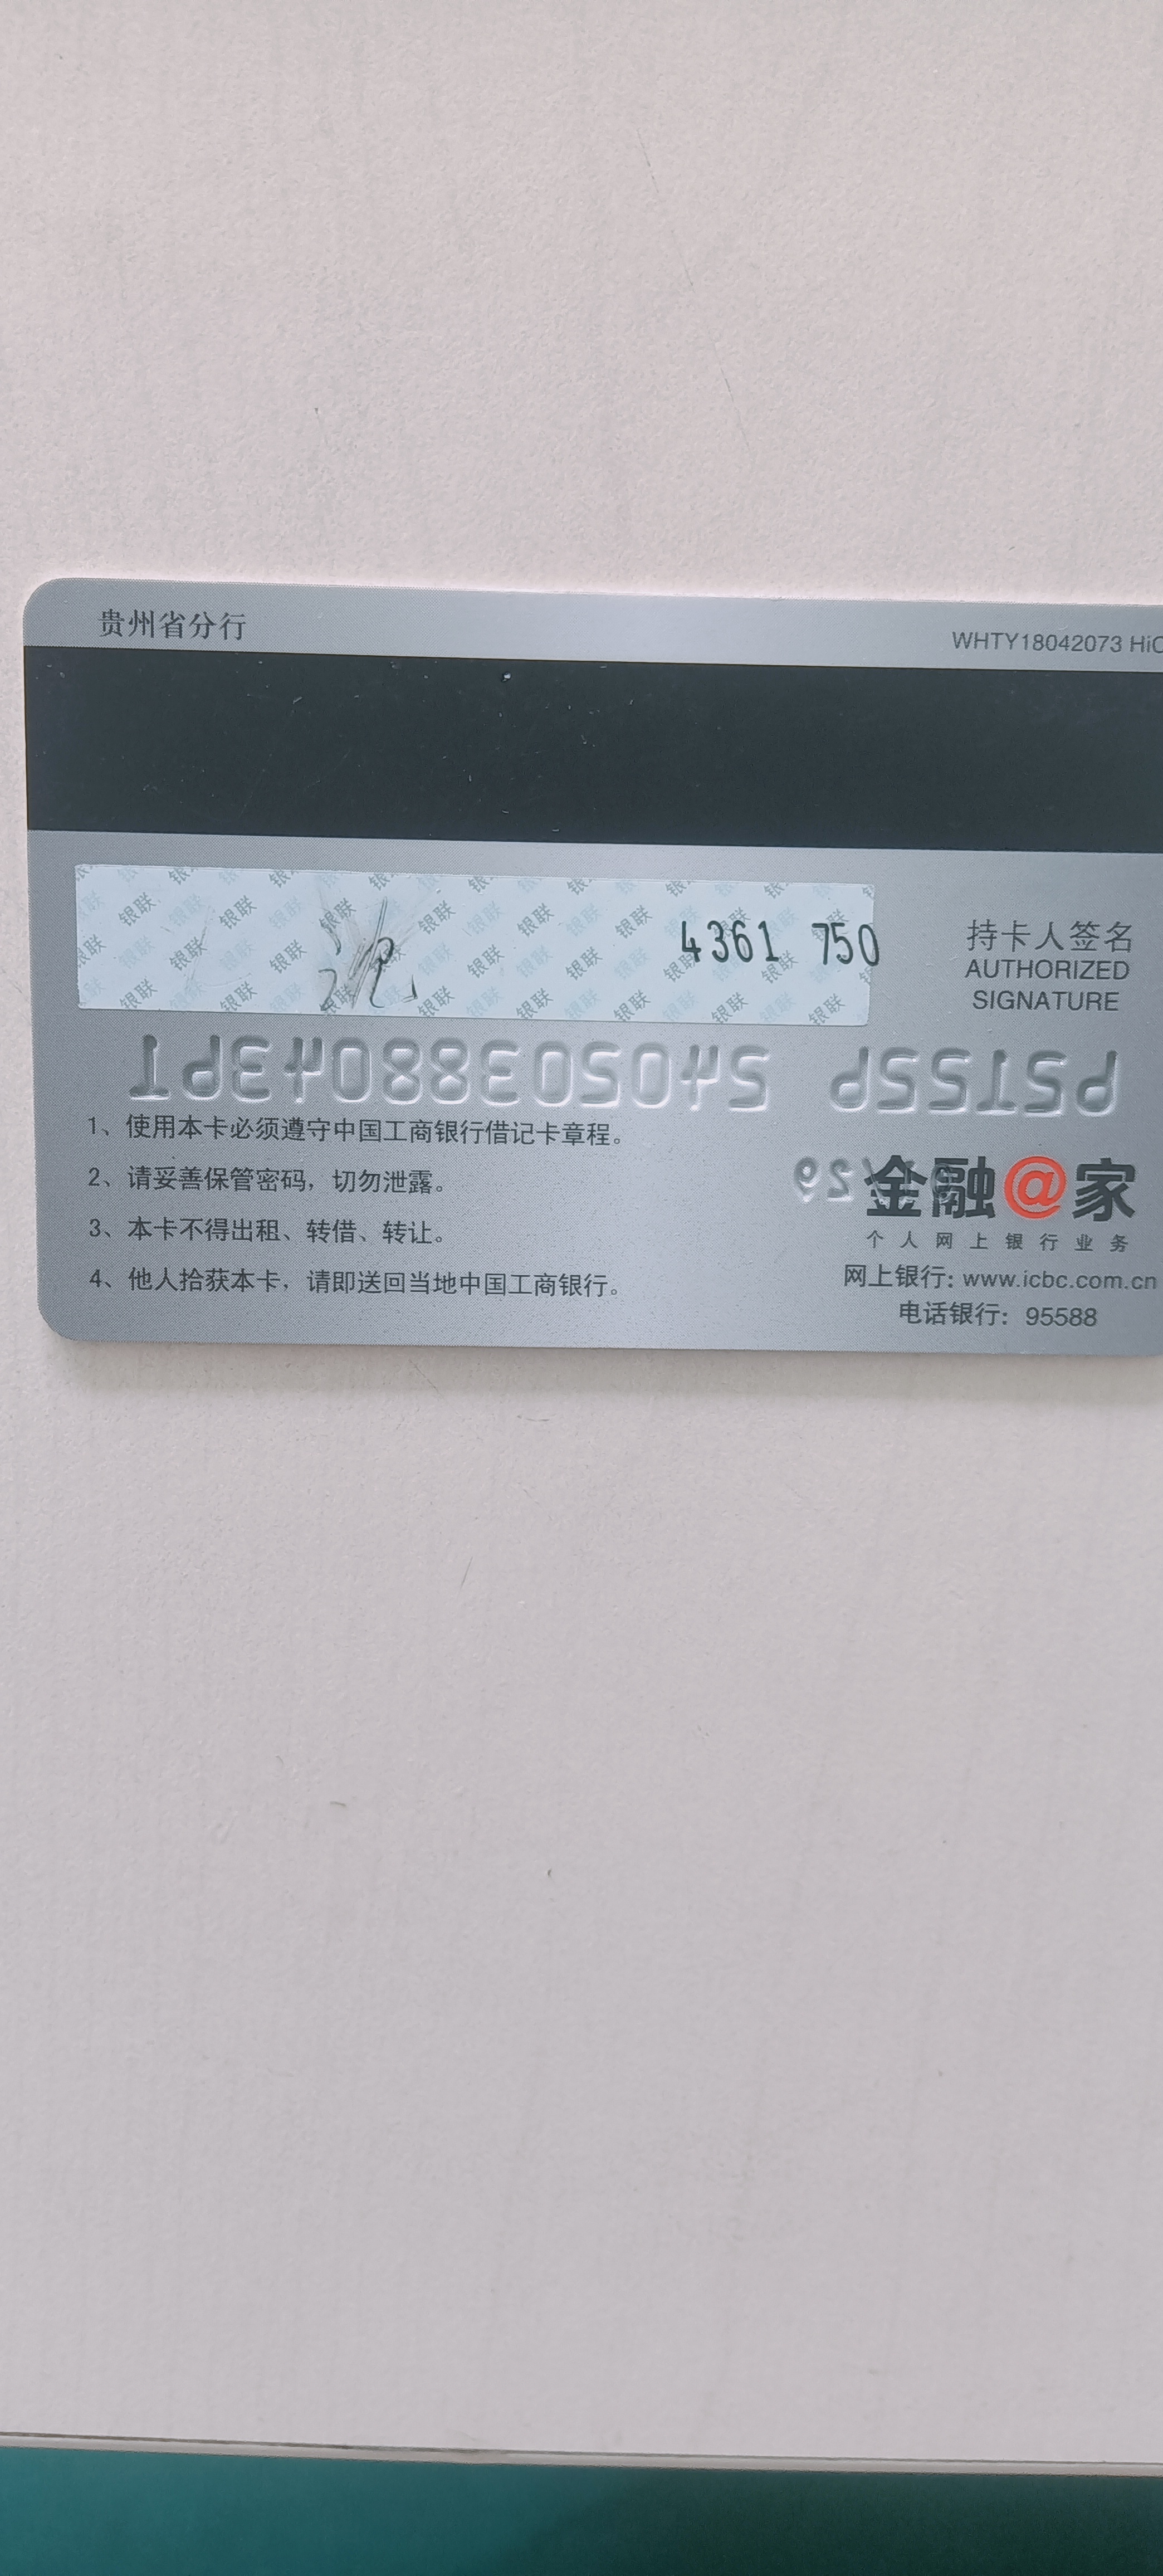 贵州省分行
WHTY18042073 HiC
4361 750
持卡人签名
AUTHORIZED
SIGNATURE
1、使用本卡必须遵守中国工商银行借记卡章程。
2、请妥善保管密码，切勿泄露。
3、本卡不得出租、转借、转让。
4、他人拾获本卡，请即送回当地中国工商银行。
金融@家
个人网上银行业务
网上银行: www.icbc.com.cn
电话银行: 95588